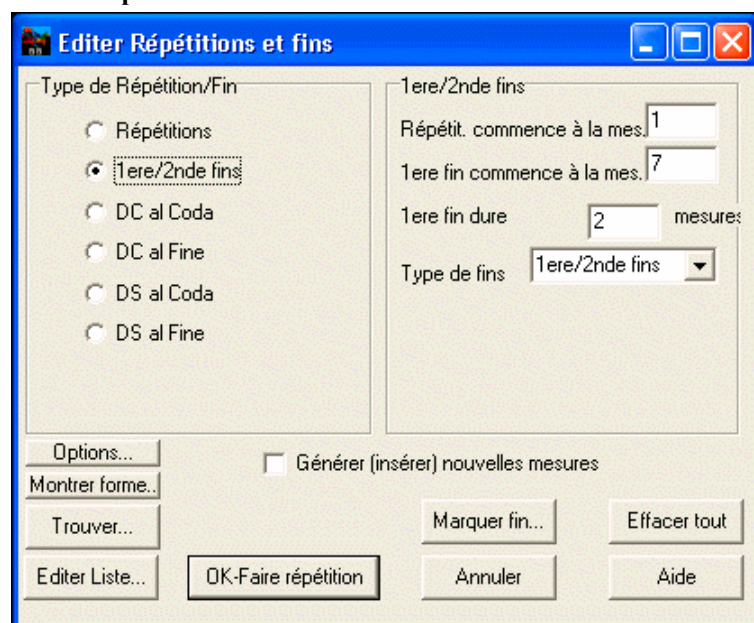 Editer Répétitions et fins
Type de Répétition/Fin
Répétitions
1ere/2nde fins
DC al Coda
DC al Fine
DS al Coda
DS al Fine
1ere/2nde fins
Répétit. commence à la mes. 1
1ere fin commence à la mes. 7
1ere fin dure 2 mesures
Type de fins 1ere/2nde fins
Options...
Montrer forme..
Trouver...
Editer Liste...
Générer (insérer) nouvelles mesures
Marquer fin...
Effacer tout
OK-Faire répétition
Annuler
Aide